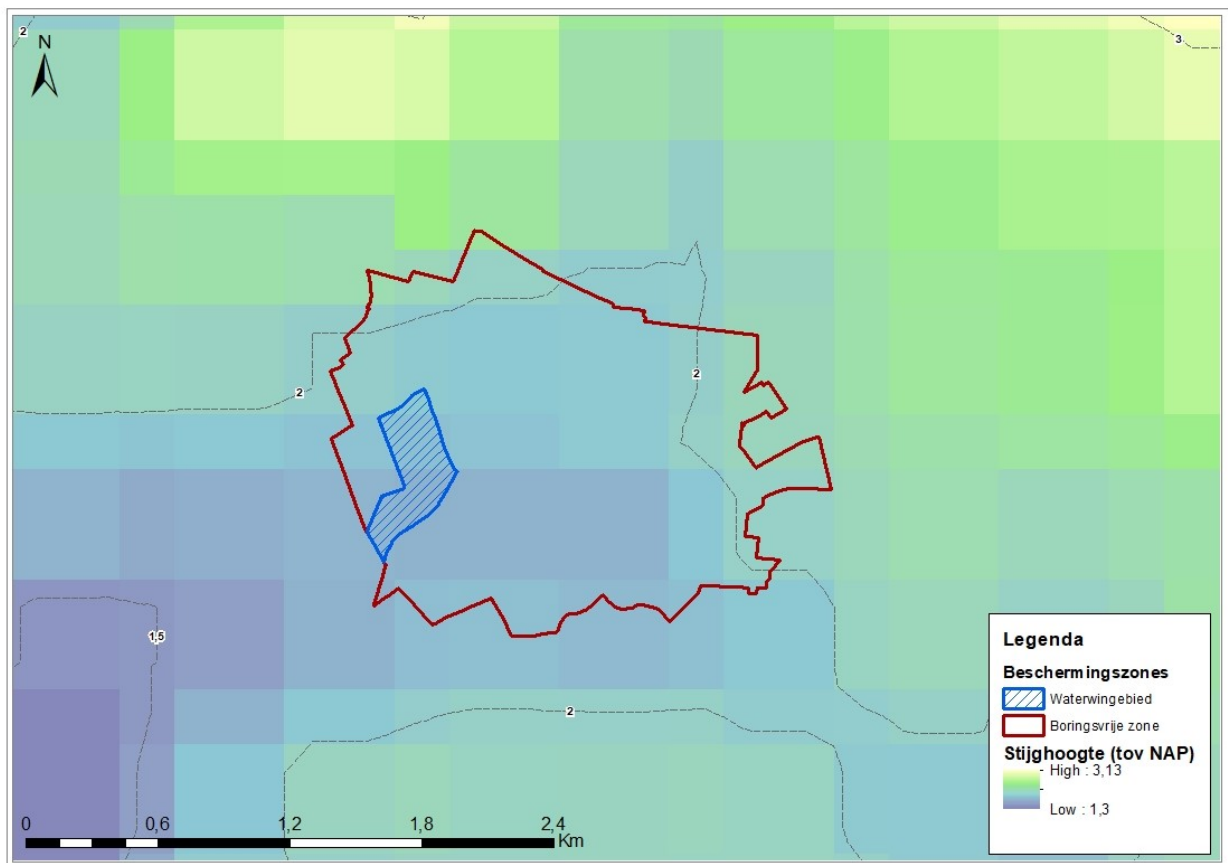 2
3
N
2
2
1,5
2
Legenda
Beschermingszones
Waterwingebied
Boringsvrije zone
Stijghoogte (tov NAP)
High : 3,13
Low : 1,3
0 0,6 1,2 1,8 2,4
Km